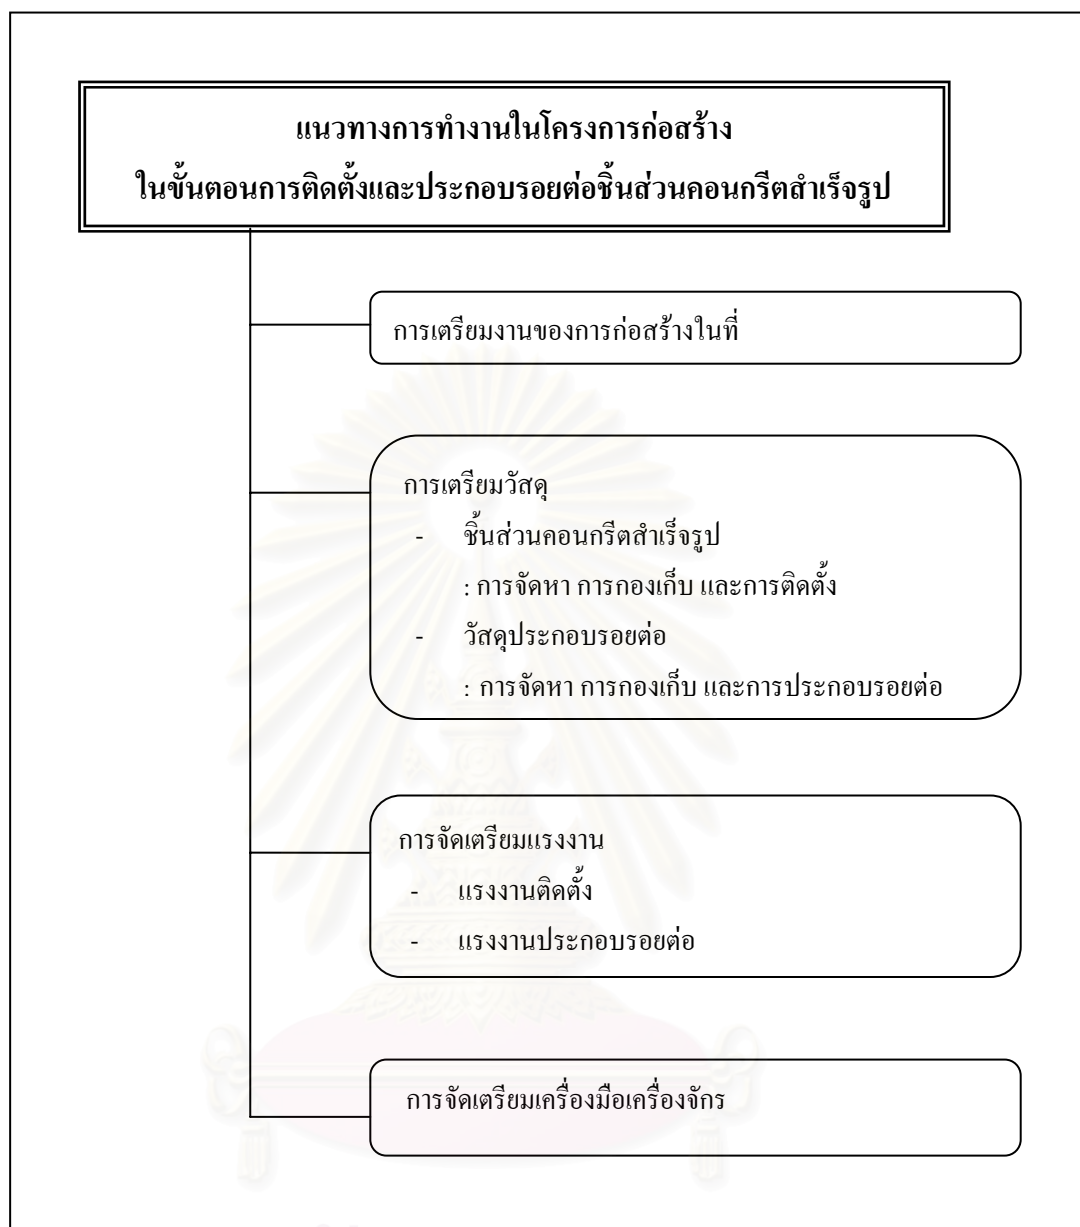 แนวทางการทำงานในโครงการก่อสร้าง
ในขั้นตอนการติดตั้งและประกอบรอยต่อชิ้นส่วนคอนกรีตสำเร็จรูป
การเตรียมงานของการก่อสร้างในที่
การเตรียมวัสดุ
- ชิ้นส่วนคอนกรีตสำเร็จรูป
: การจัดหา การกองเก็บ และการติดตั้ง
- วัสดุประกอบรอยต่อ
: การจัดหา การกองเก็บ และการประกอบรอยต่อ
การจัดเตรียมแรงงาน
- แรงงานติดตั้ง
- แรงงานประกอบรอยต่อ
การจัดเตรียมเครื่องมือเครื่องจักร